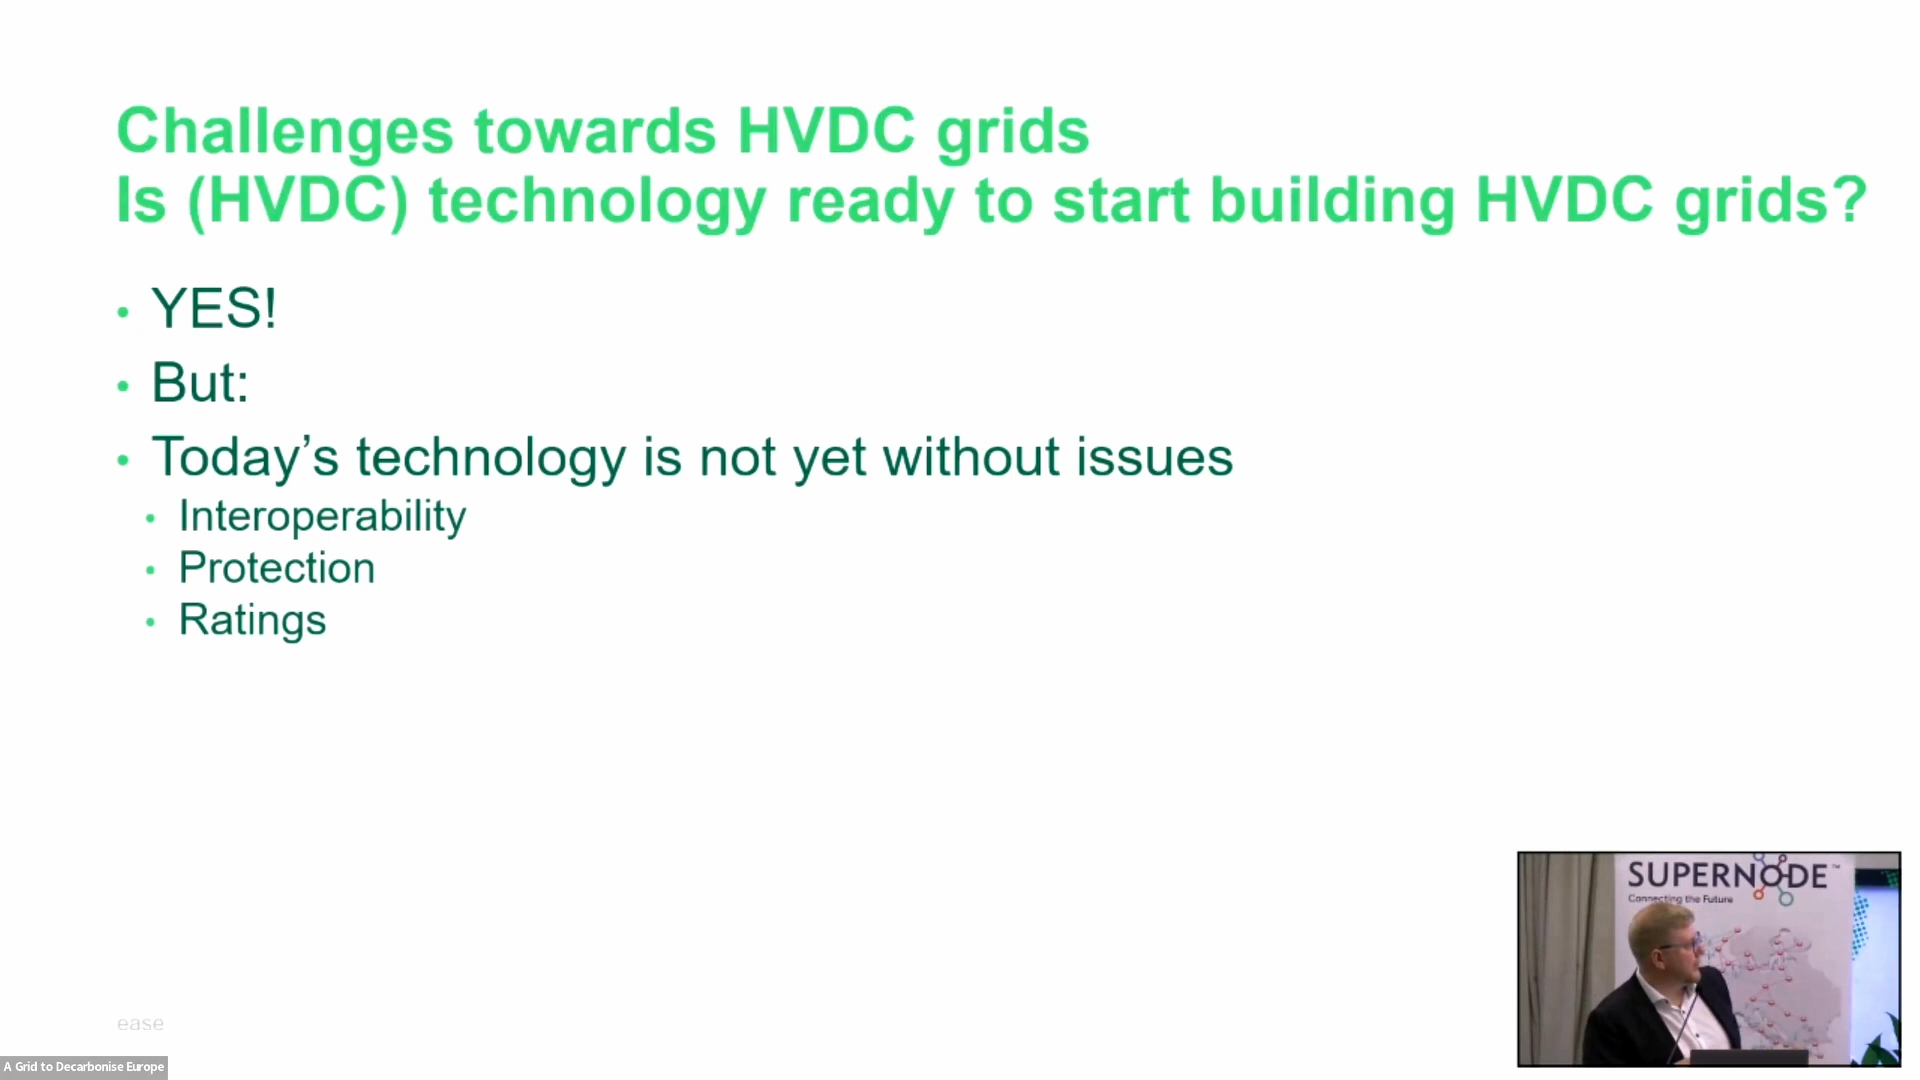 Challenges towards HVDC grids
Is (HVDC) technology ready to start building HVDC grids?
• YES!
• But:
• Today’s technology is not yet without issues
• Interoperability
• Protection
• Ratings
SUPERNODE™
Connecting the Future
ease
A Grid to Decarbonise Europe